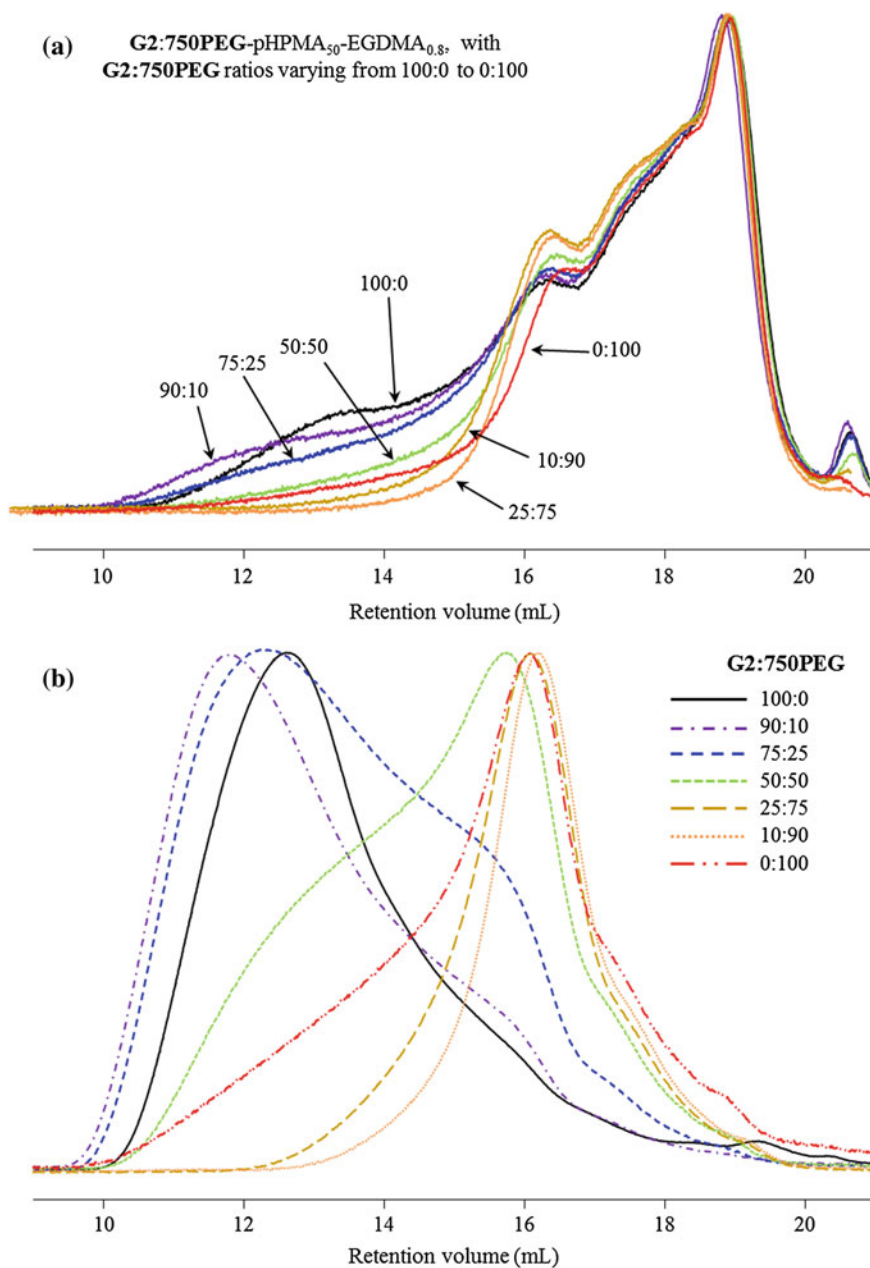 (a) G2:750PEG-pHPMA50-EGDMA0.8, with
G2:750PEG ratios varying from 100:0 to 0:100
100:0
50:50
75:25
90:10
0:100
10:90
25:75
10 12 14 16 18 20
Retention volume (mL)
(b) G2:750PEG
100:0
90:10
75:25
50:50
25:75
10:90
0:100
10 12 14 16 18 20
Retention volume (mL)